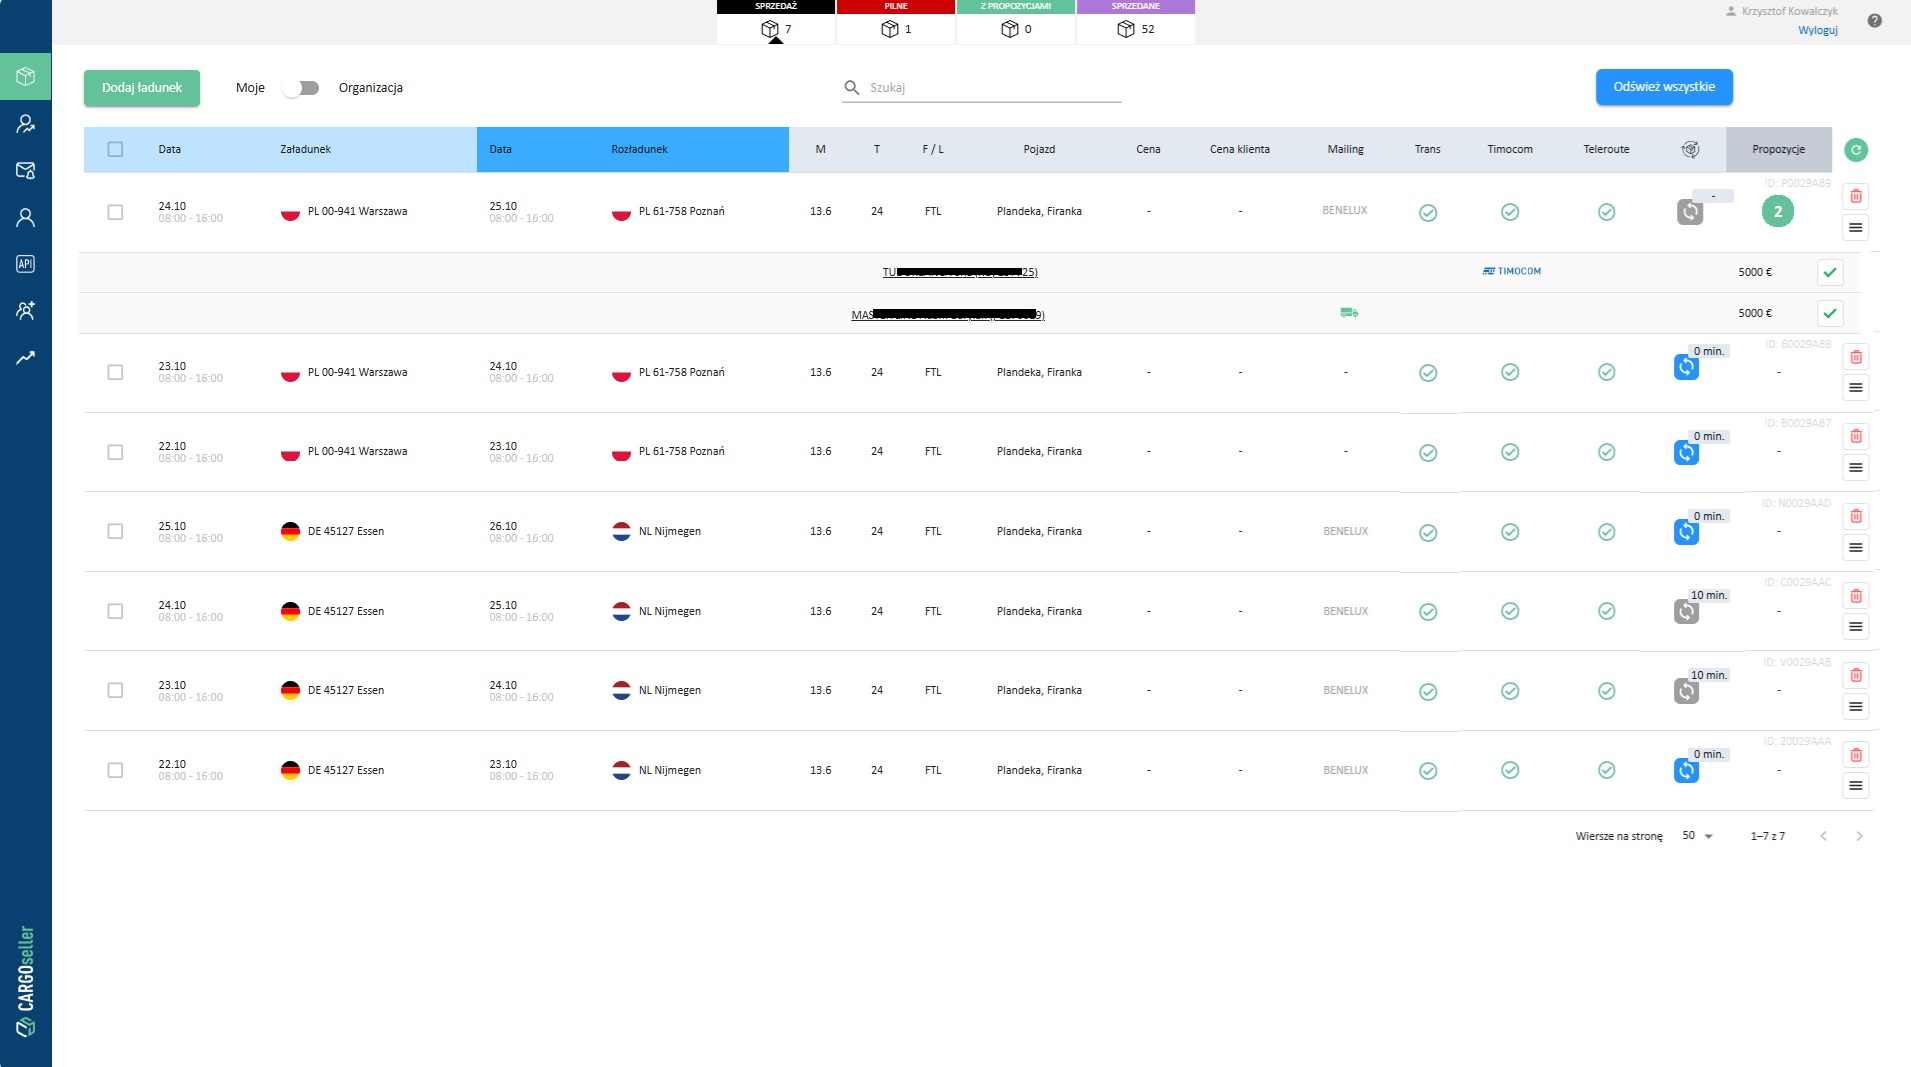 SPRZEDAŻ PILNE Z PROPOZYCJAMI SPRZEDANE
7 1 0 52
Krzysztof Kowalczyk
Wyloguj
Dodaj ładunek Moje Organizacja Szukaj Odśwież wszystkie
Data Załadunek Data Rozładunek M T F / L Pojazd Cena Cena klienta Mailing Trans Timocom Teleroute Propozycje
ID: P0029AB9
24.10 PL 00-941 Warszawa 25.10 PL 61-758 Poznań 13.6 24 FTL Plandeka, Firanka - - BENELUX - 2
08:00 - 16:00 08:00 - 16:00
TIMOCOM 5000 €
5000 €
ID: 60029AB8
23.10 PL 00-941 Warszawa 24.10 PL 61-758 Poznań 13.6 24 FTL Plandeka, Firanka - - - 0 min. -
08:00 - 16:00 08:00 - 16:00
ID: B0029AB7
22.10 PL 00-941 Warszawa 23.10 PL 61-758 Poznań 13.6 24 FTL Plandeka, Firanka - - - 0 min. -
08:00 - 16:00 08:00 - 16:00
ID: N0029AAD
25.10 DE 45127 Essen 26.10 NL Nijmegen 13.6 24 FTL Plandeka, Firanka - - BENELUX 0 min. -
08:00 - 16:00 08:00 - 16:00
ID: C0029AAC
24.10 DE 45127 Essen 25.10 NL Nijmegen 13.6 24 FTL Plandeka, Firanka - - BENELUX 10 min. -
08:00 - 16:00 08:00 - 16:00
ID: V0029AAB
23.10 DE 45127 Essen 24.10 NL Nijmegen 13.6 24 FTL Plandeka, Firanka - - BENELUX 10 min. -
08:00 - 16:00 08:00 - 16:00
ID: 20029AAA
22.10 DE 45127 Essen 23.10 NL Nijmegen 13.6 24 FTL Plandeka, Firanka - - BENELUX 0 min. -
08:00 - 16:00 08:00 - 16:00
Wiersze na stronę 50 1–7 z 7
API
CARGOseller